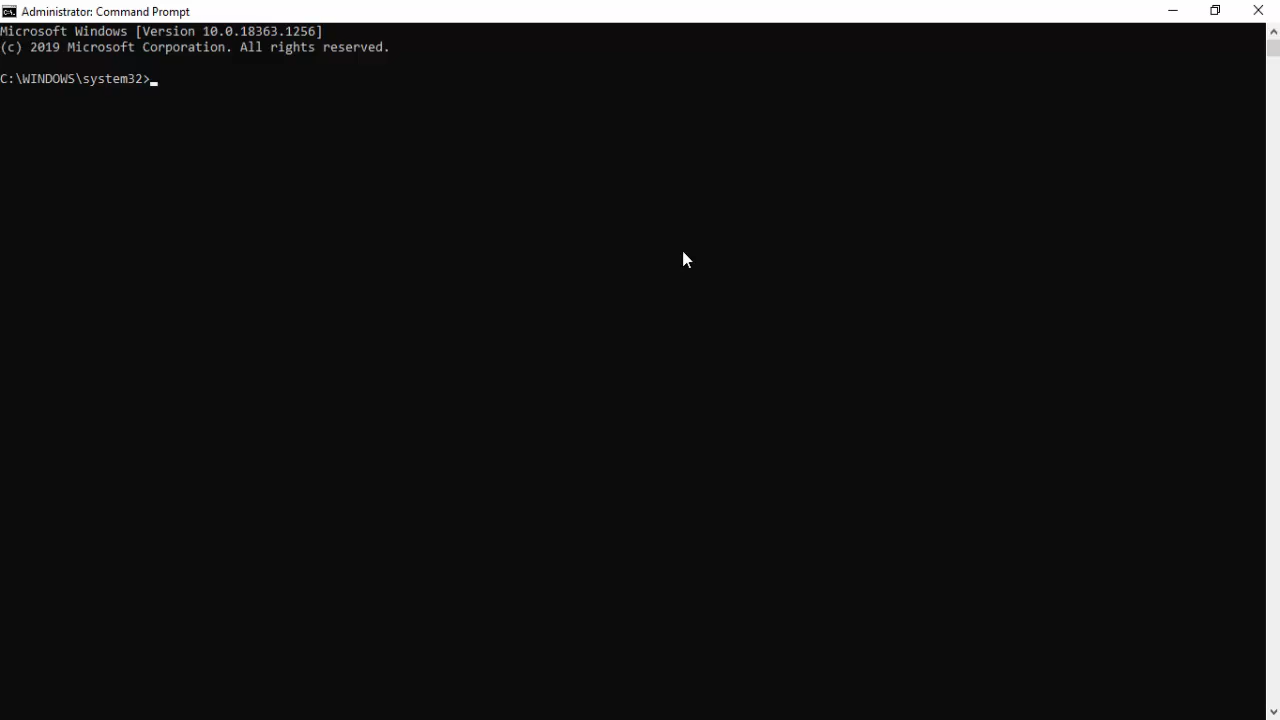 Administrator: Command Prompt
Microsoft Windows [Version 10.0.18363.1256]
(c) 2019 Microsoft Corporation. All rights reserved.
C:\WINDOWS\system32>